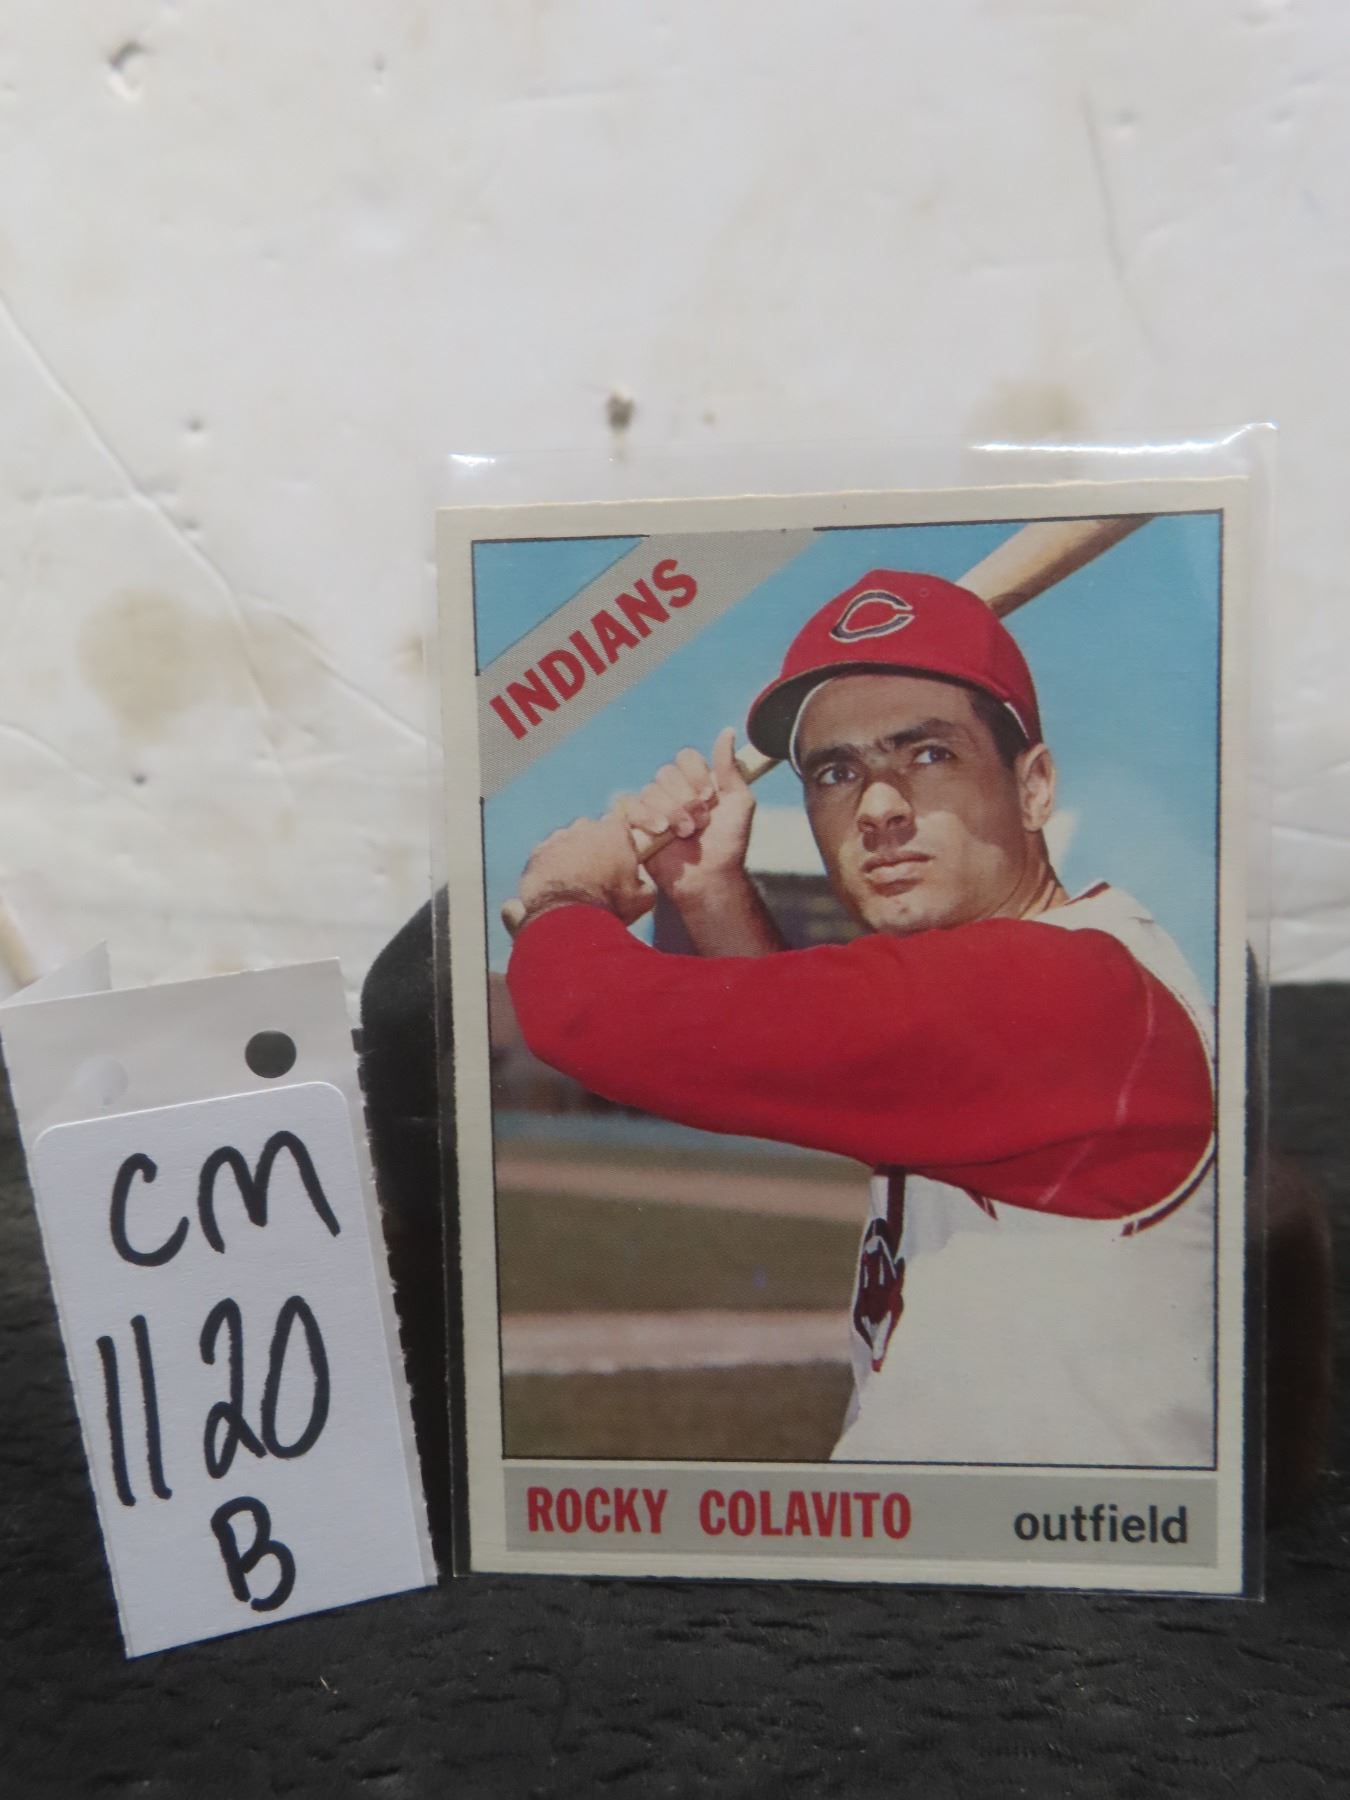 CM
1120
B
INDIANS
C
ROCKY COLAVITO outfield